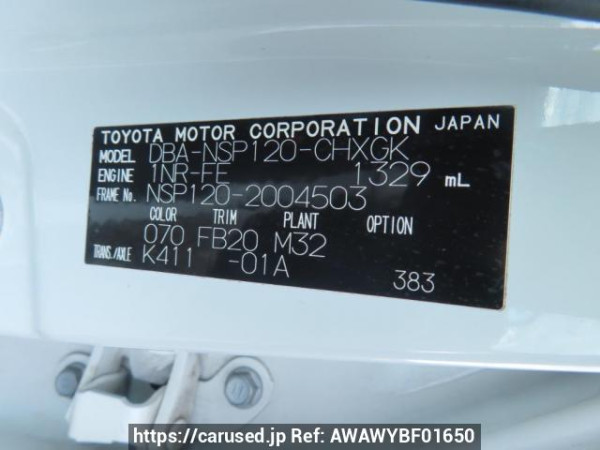 TOYOTA MOTOR CORPORATION JAPAN
MODEL DBA-NSP120-CHXGK
ENGINE 1NR-FE 1329 mL
FRAME No. NSP120-2004503
COLOR TRIM PLANT OPTION
070 FB20 M32
TRANS./AXLE K411 -01A
383
https://carused.jp Ref: AWAWYBF01650